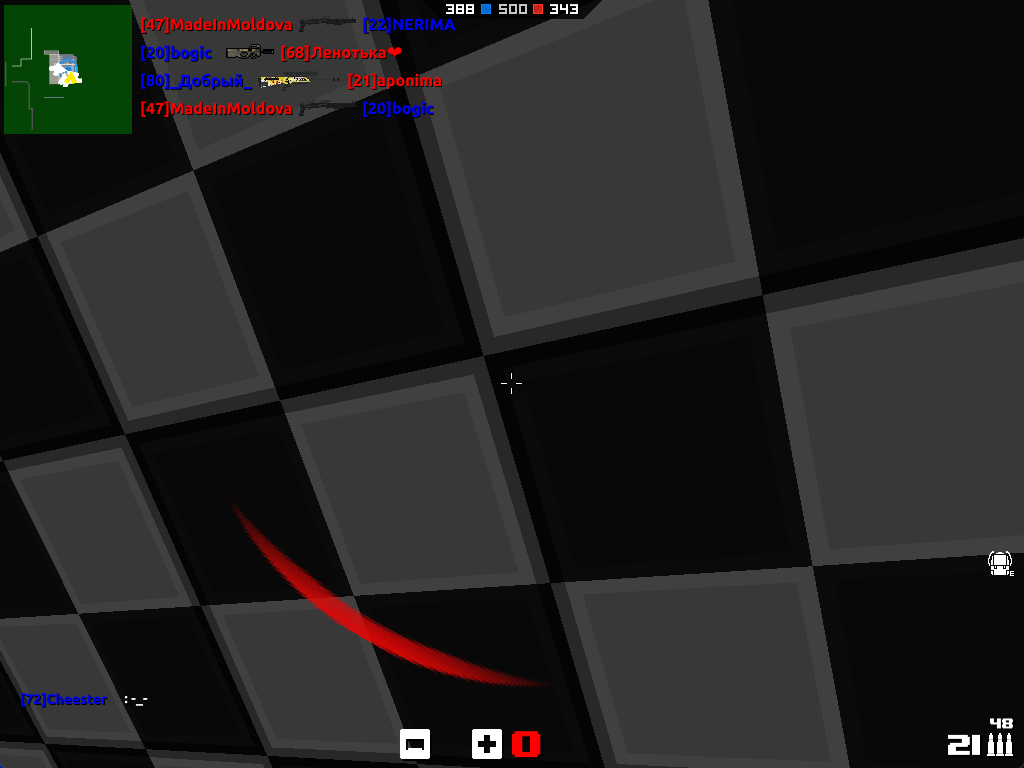 388 500 343
[47]MadeInMoldova [22]NERIMA
[20]bogic [68]Ленотька❤
[80]_Добрый_ [21]aponima
[47]MadeInMoldova [20]bogic
E
[72]Cheester :-_-
48
21
0